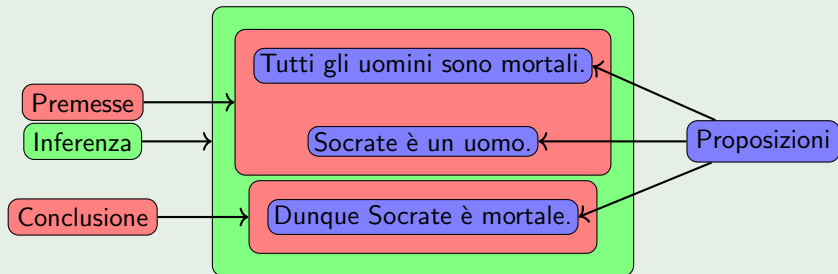 Tutti gli uomini sono mortali.
Premesse
Inferenza
Socrate è un uomo.
Proposizioni
Conclusione
Dunque Socrate è mortale.